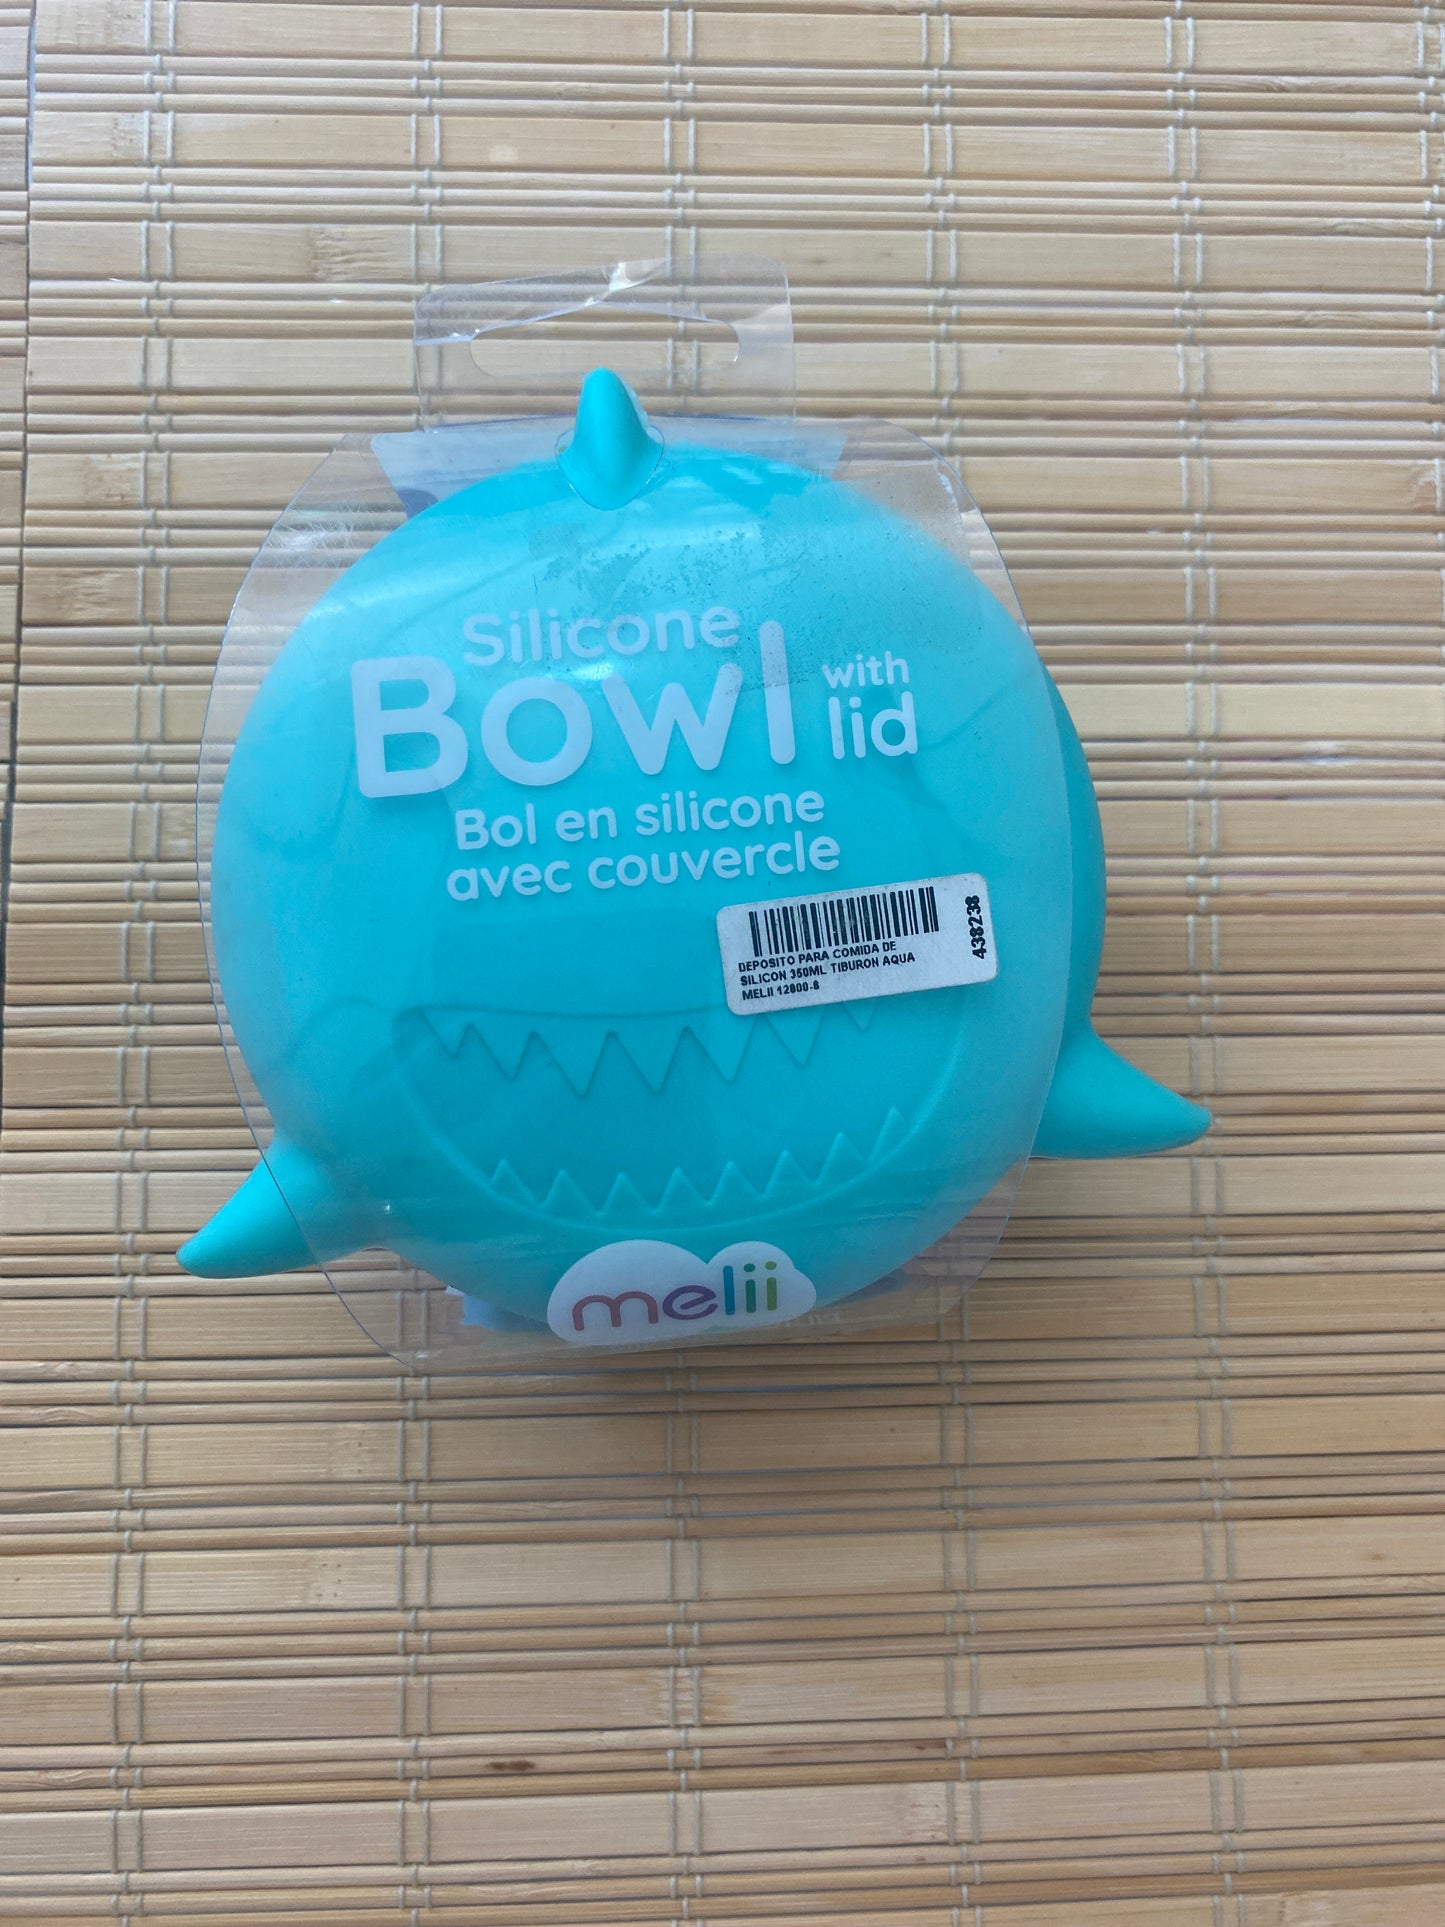 Silicone
Bowl with
lid
Bol en silicone
avec couvercle
DEPOSITO PARA COMIDA DE
SILICON 350ML TIBURON AQUA
MELII 12800-8
438238
melii